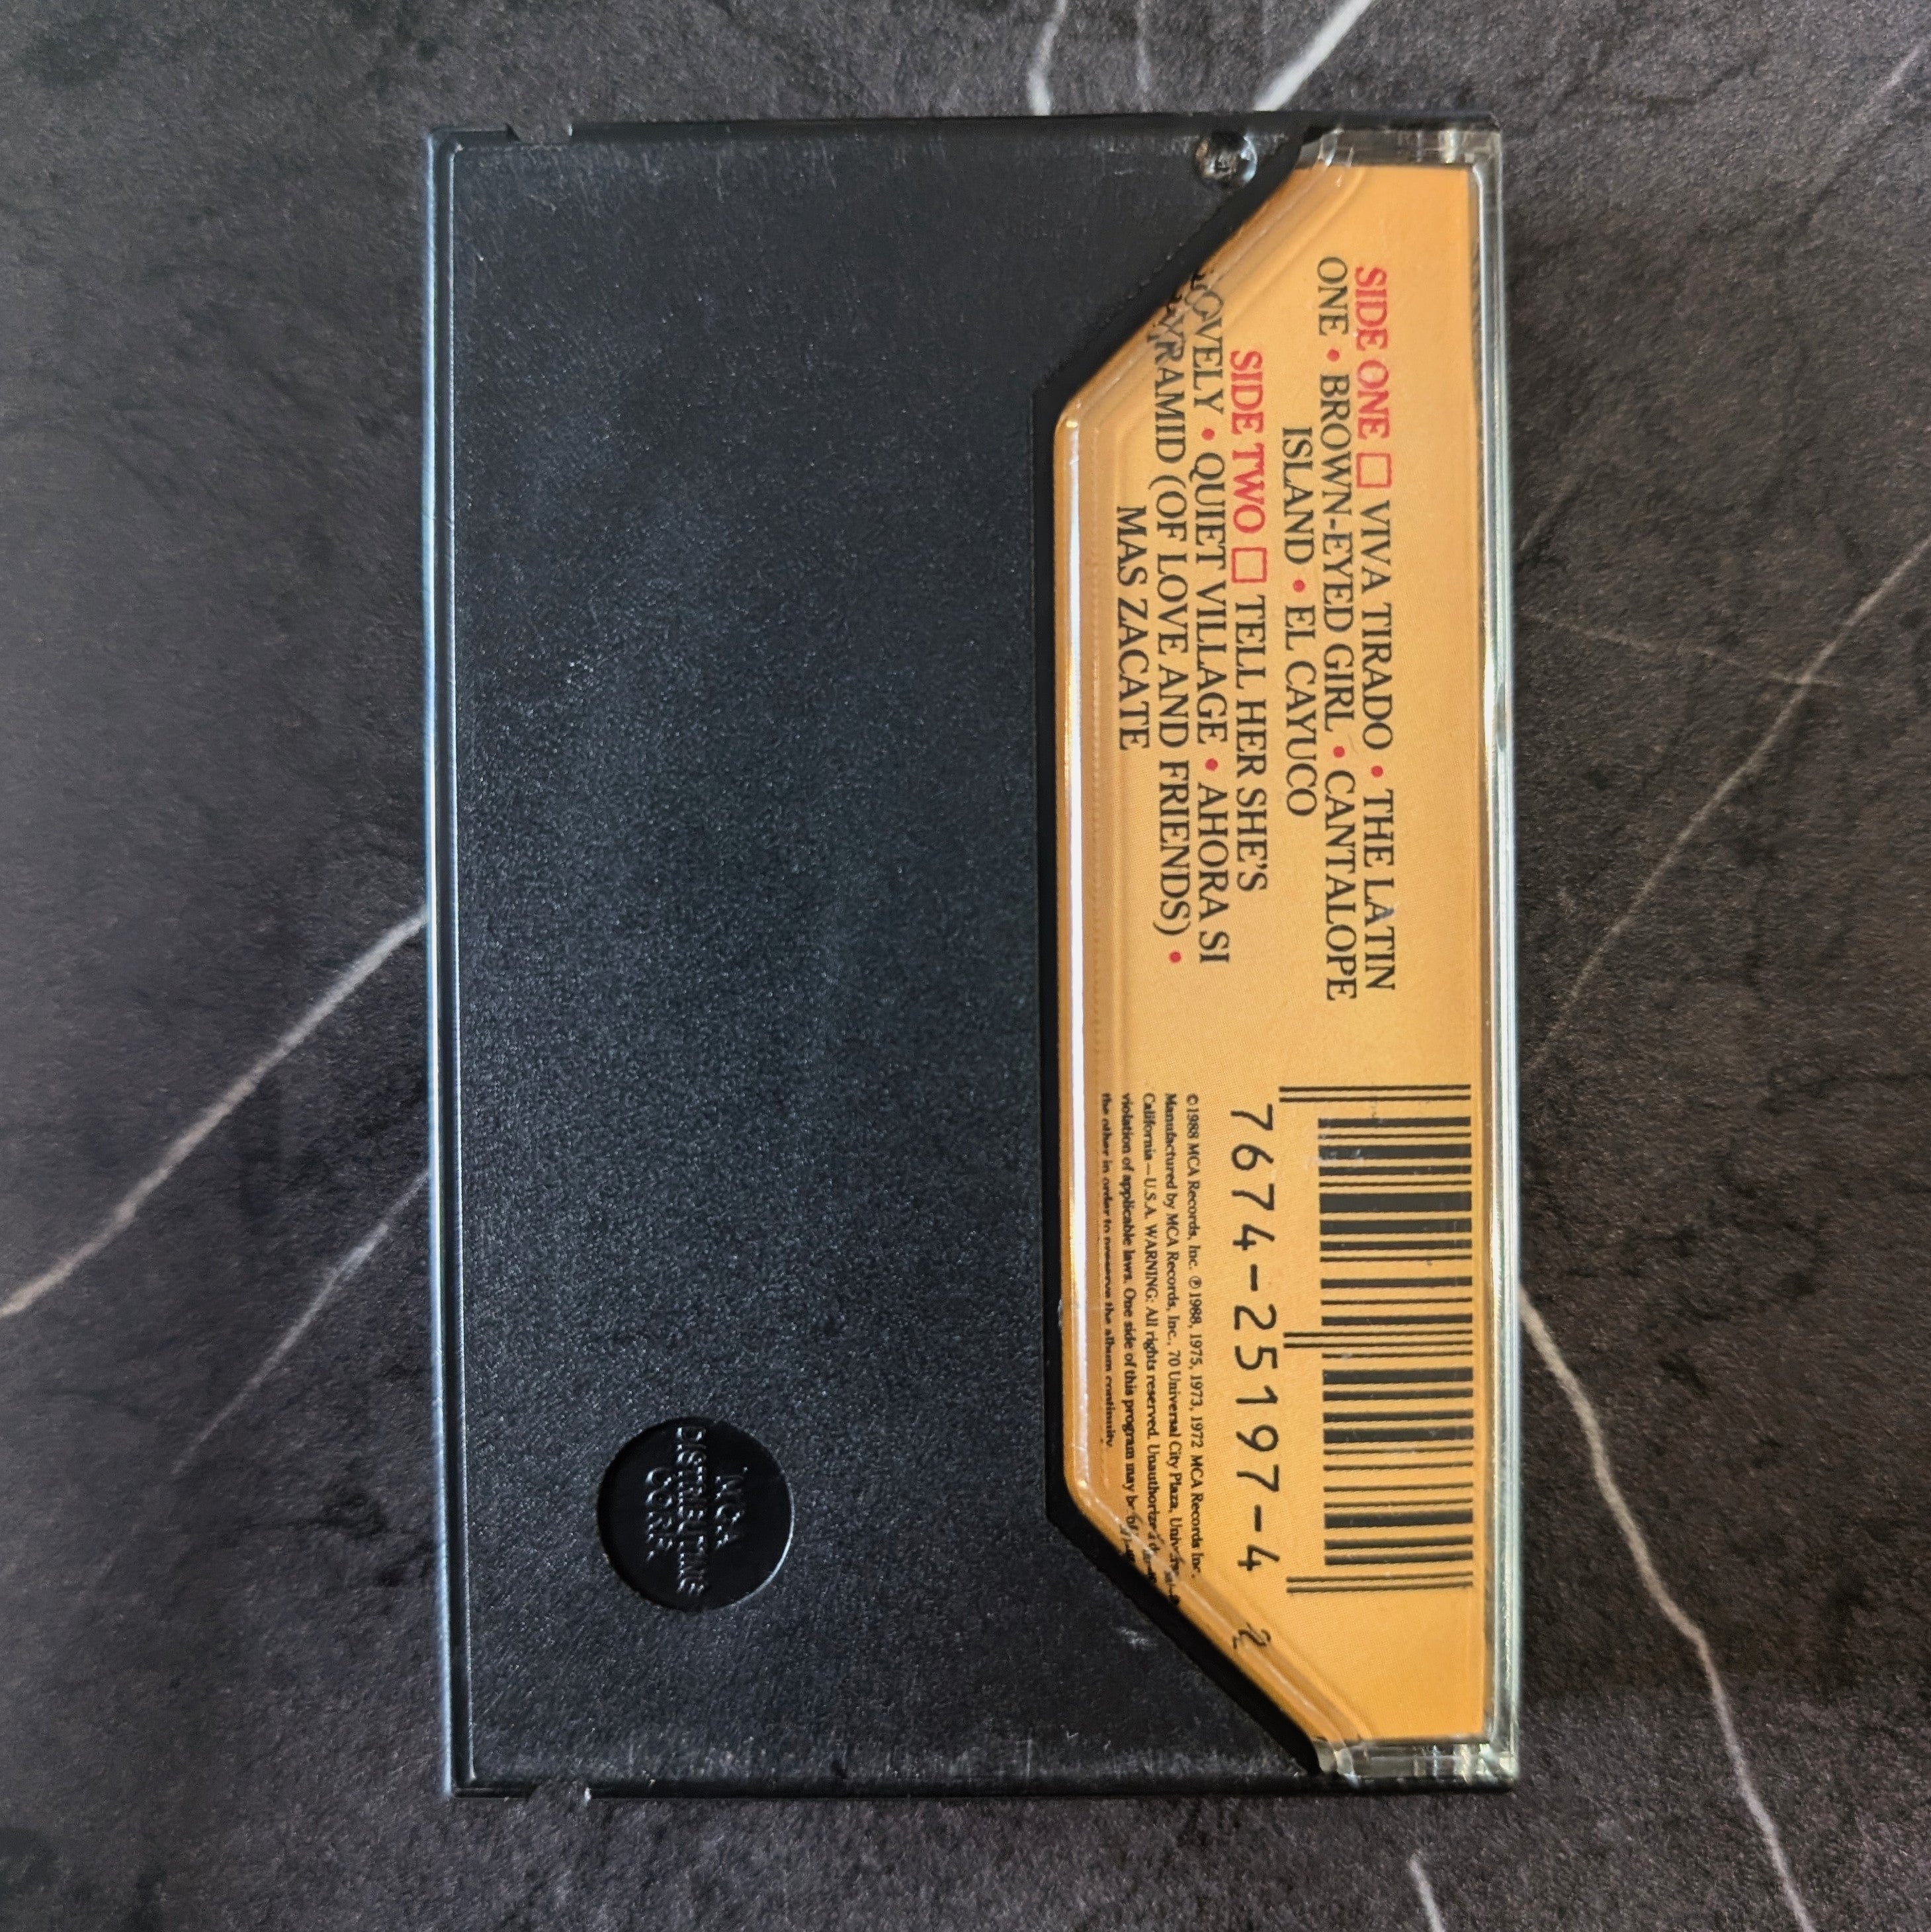 SIDE ONE □ VIVA TIRADO • THE LATIN
ONE • BROWN-EYED GIRL • CANTALOPE
ISLAND • EL CAYUCO
SIDE TWO □ TELL HER SHE'S
LOVELY • QUIET VILLAGE • AHORA SI
PAYRAMID (OF LOVE AND FRIENDS) •
MAS ZACATE
7674-25197-4
©1988 MCA Records, Inc. ℗ 1988, 1975, 1973, 1972 MCA Records Inc.
Manufactured by MCA Records, Inc., 70 Universal City Plaza, Universal
California — U.S.A. WARNING: All rights reserved. Unauthorized
violation of applicable laws. One side of this program may be
the other in order to preserve the album continuity.
2
MCA
DISTRIBUTING
CORP.